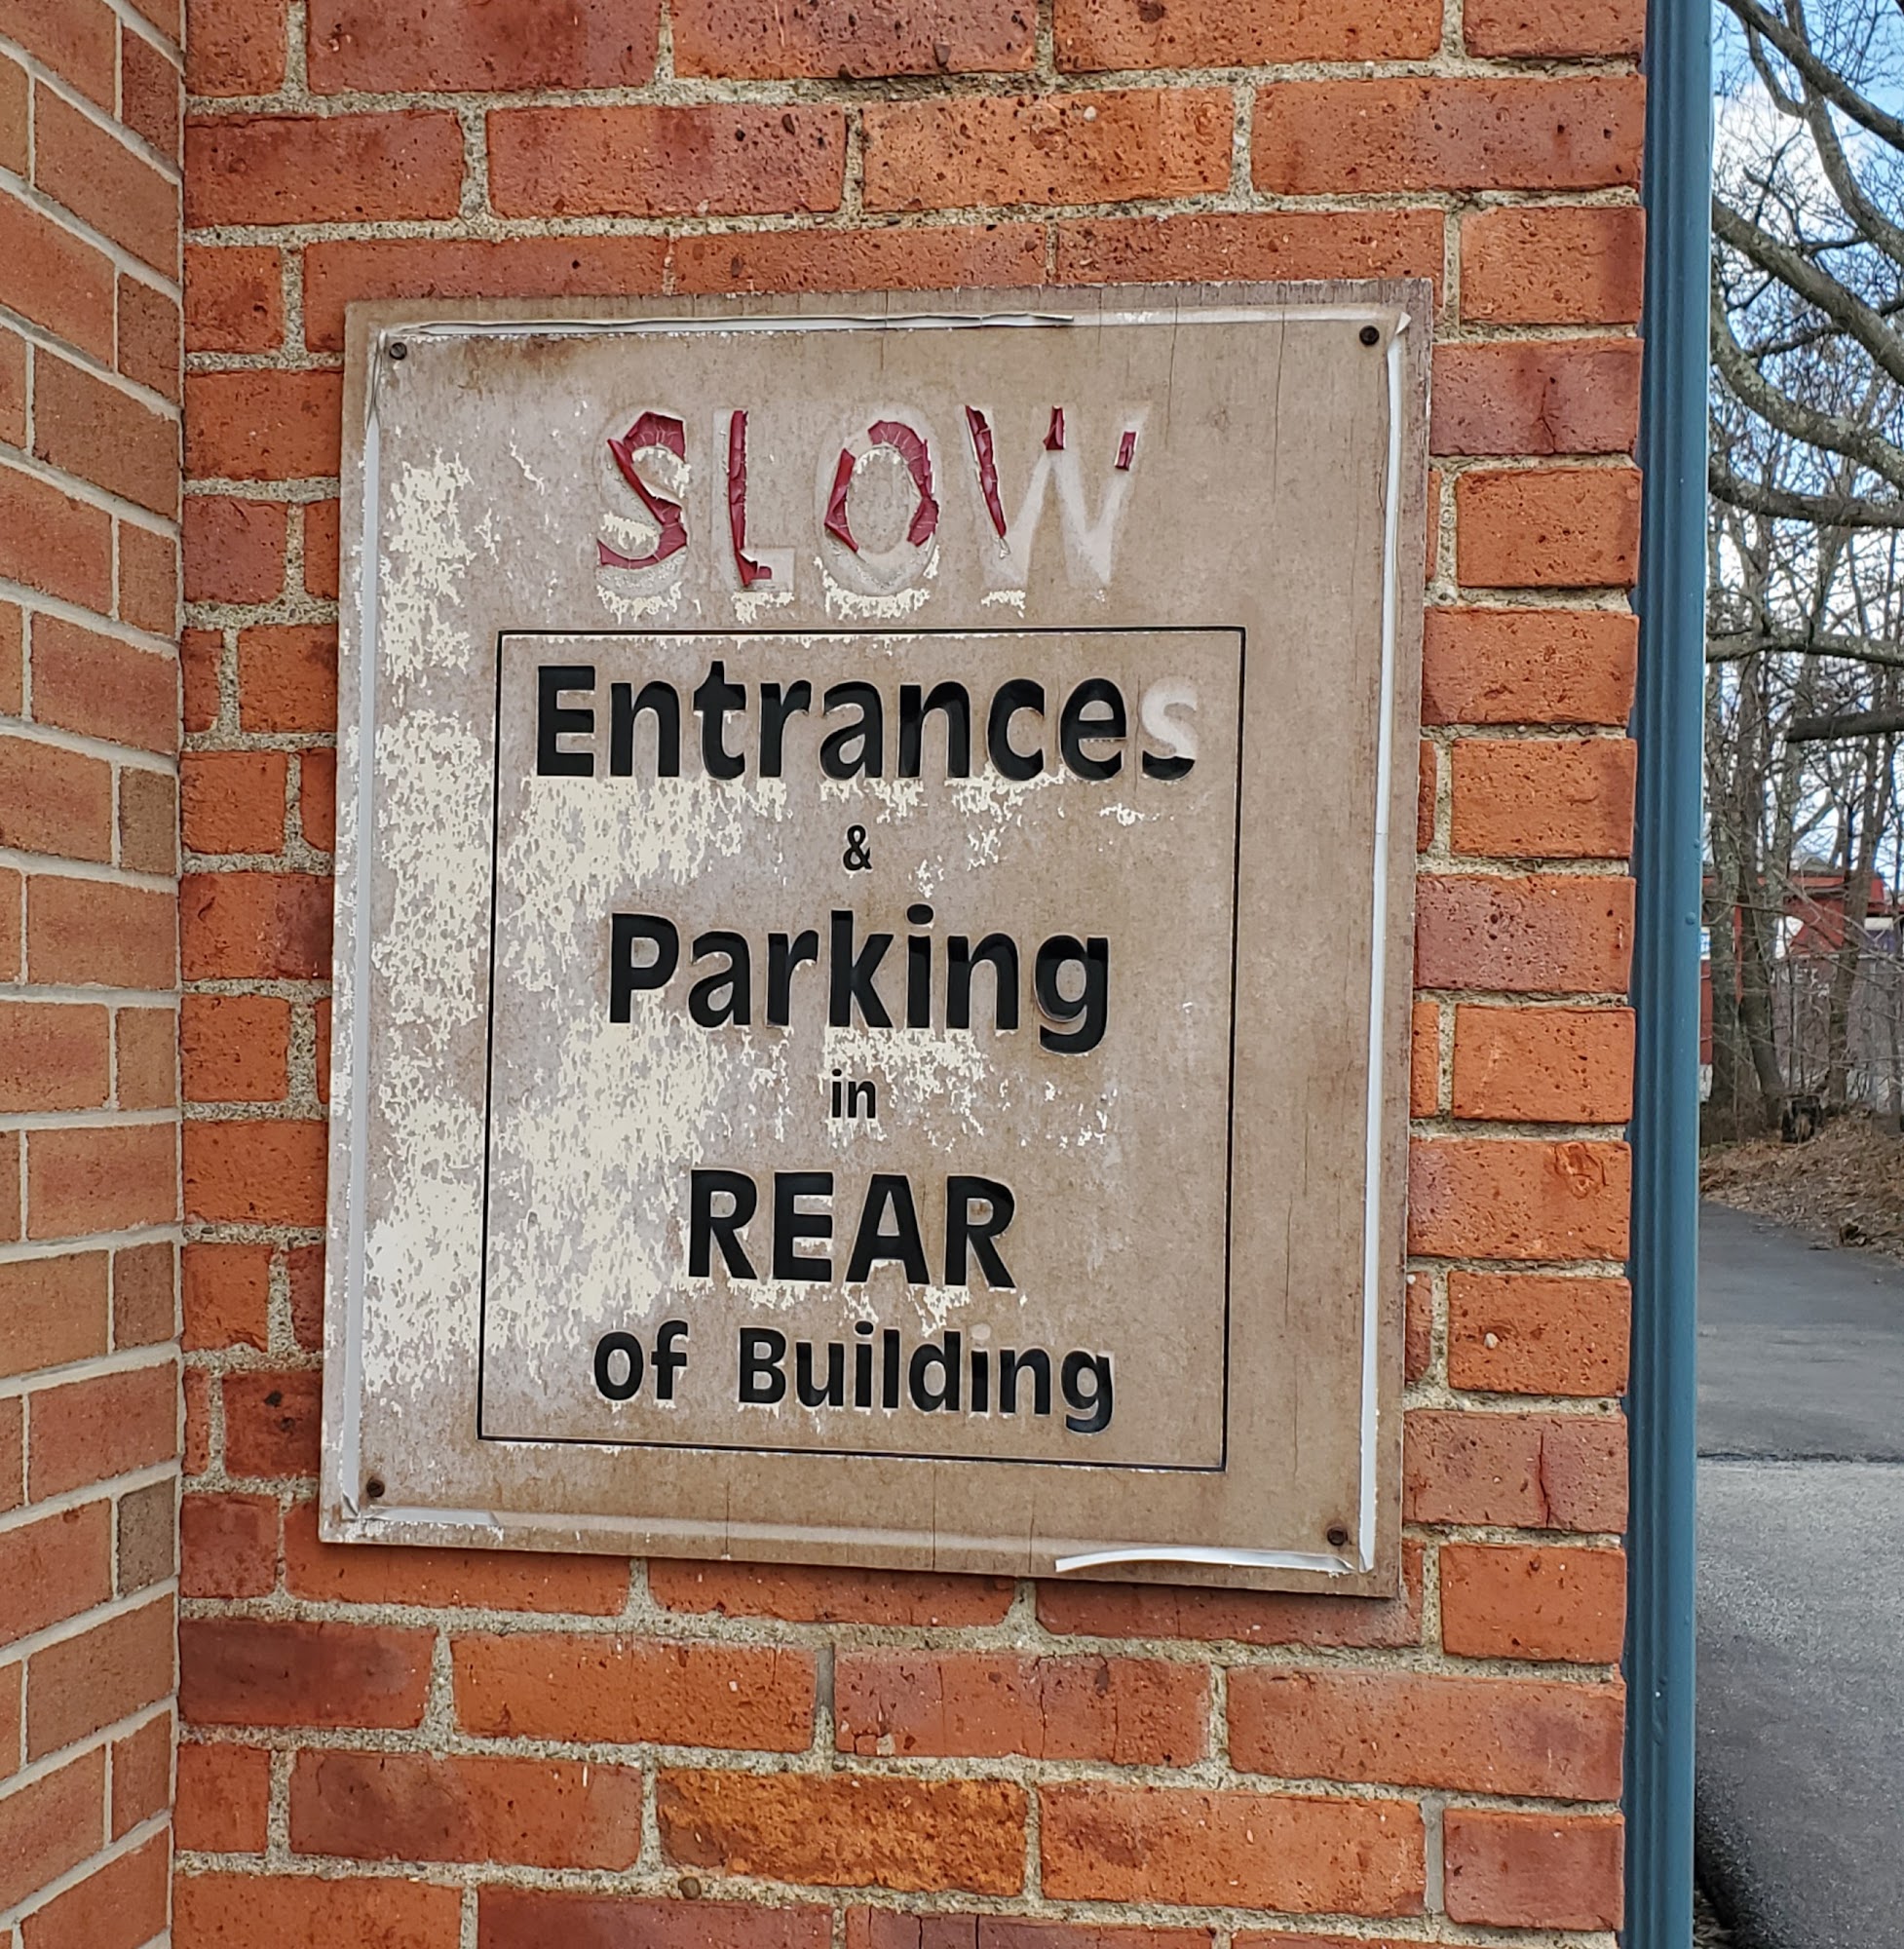 SLOW
Entrances
&
Parking
in
REAR
of Building